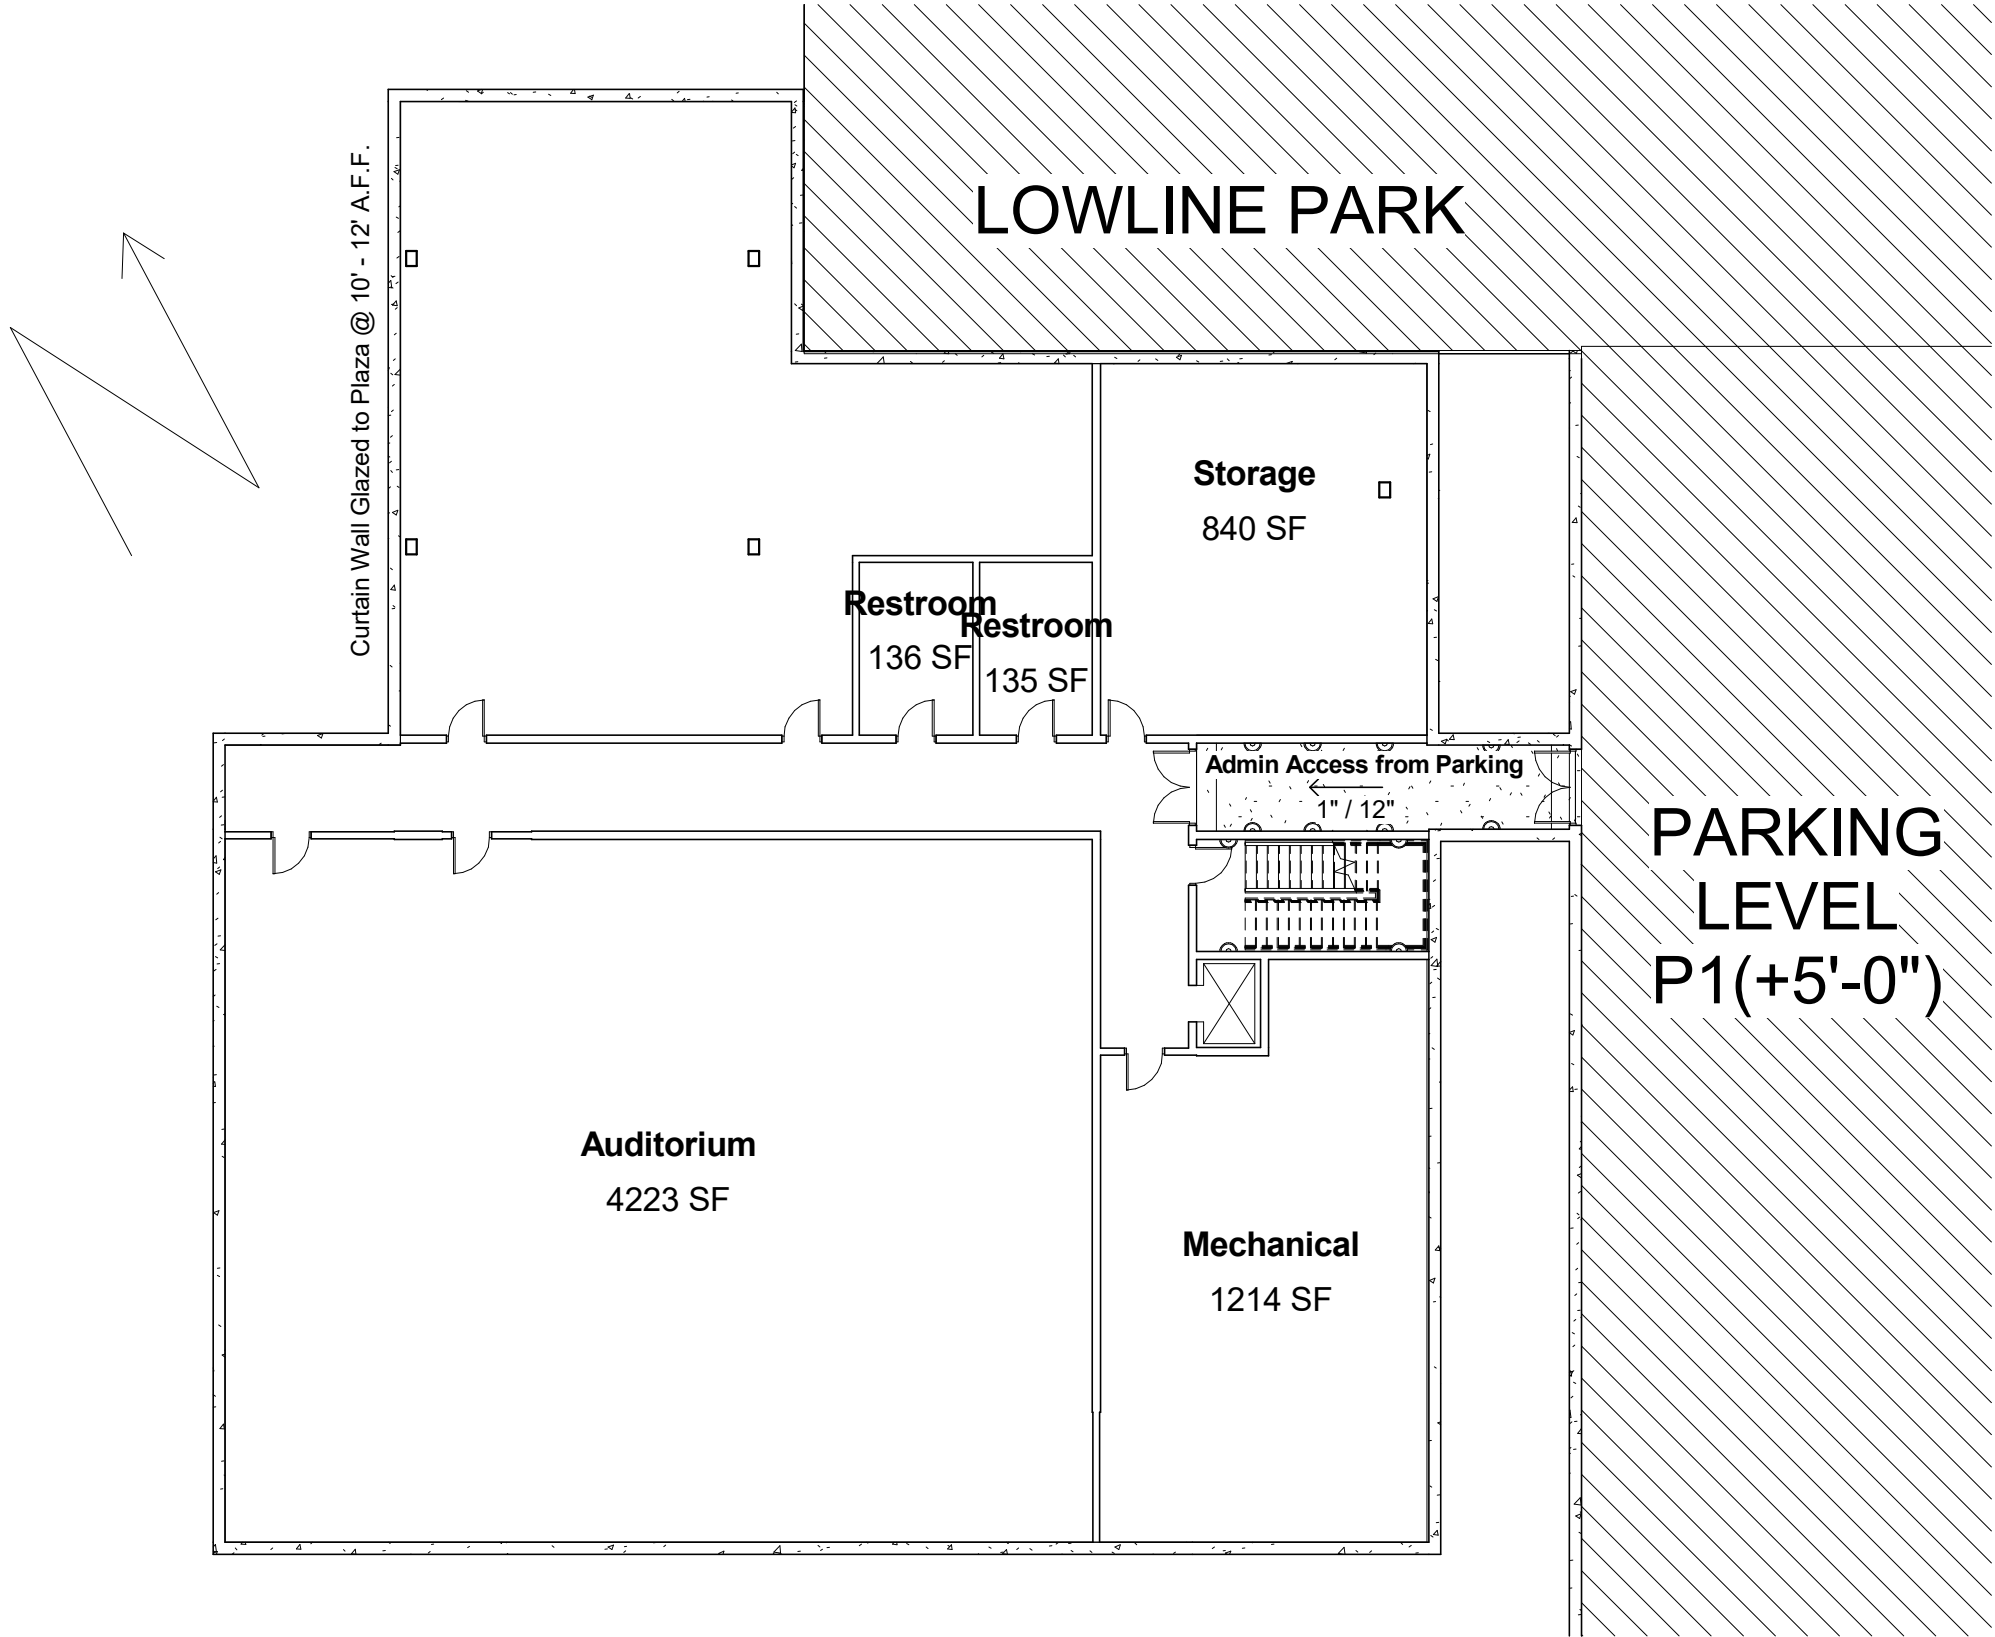 LOWLINE PARK
Curtain Wall Glazed to Plaza @ 10' - 12' A.F.F.
Storage
840 SF
Restroom
136 SF
Restroom
135 SF
Admin Access from Parking
1" / 12"
PARKING
LEVEL
P1(+5'-0")
Auditorium
4223 SF
Mechanical
1214 SF